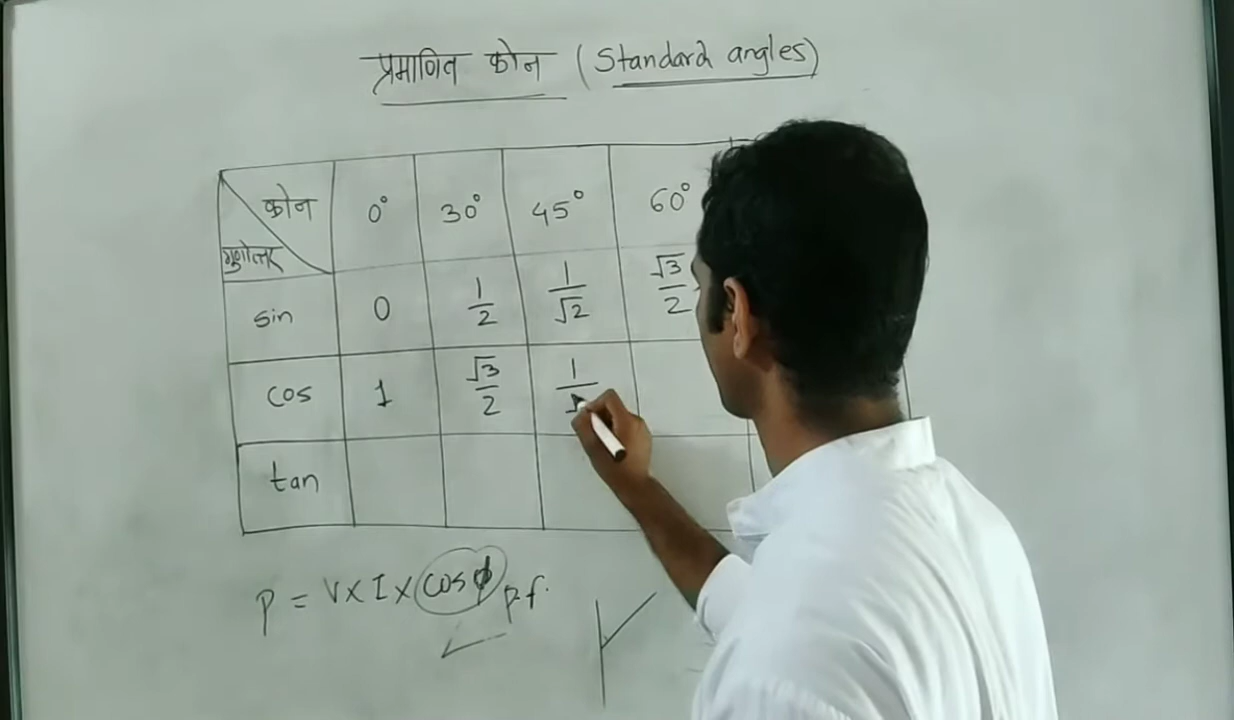 प्रमाणित कोन (Standard angles)
कोन 0° 30° 45° 60°
गुणोत्तर
sin 0 1/2 1/√2 √3/2
cos 1 √3/2 1/
tan
P = V X I X cosϕ p.f.